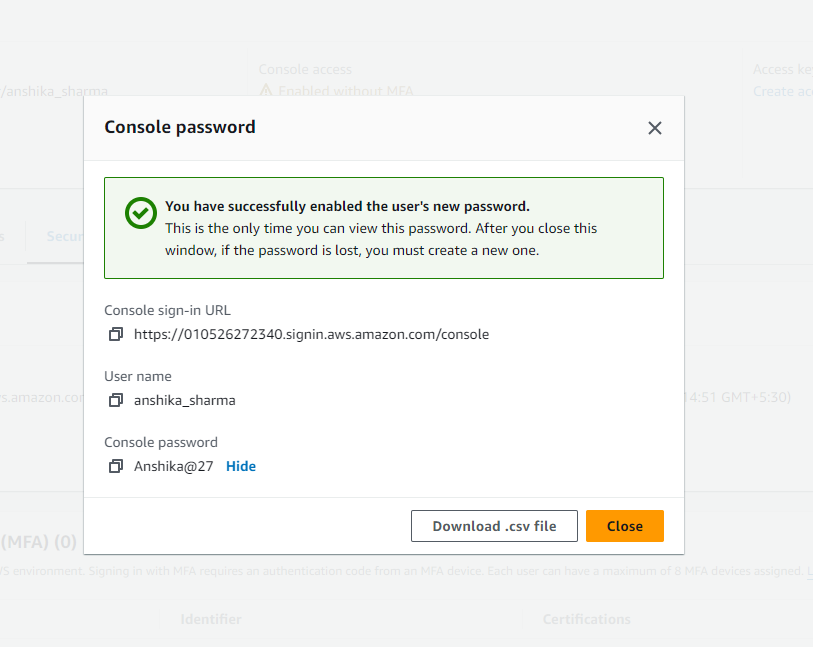 Console access
Access ke
/anshika_sharma
Enabled without MFA
Create acc
Console password
You have successfully enabled the user's new password.
This is the only time you can view this password. After you close this
window, if the password is lost, you must create a new one.
s
Secur
Console sign-in URL
https://010526272340.signin.aws.amazon.com/console
User name
vs.amazon.cor
14:51 GMT+5:30)
anshika_sharma
Console password
Anshika@27 Hide
Download .csv file
Close
(MFA) (0)
S environment. Signing in with MFA requires an authentication code from an MFA device. Each user can have a maximum of 8 MFA devices assigned. L
Identifier
Certifications